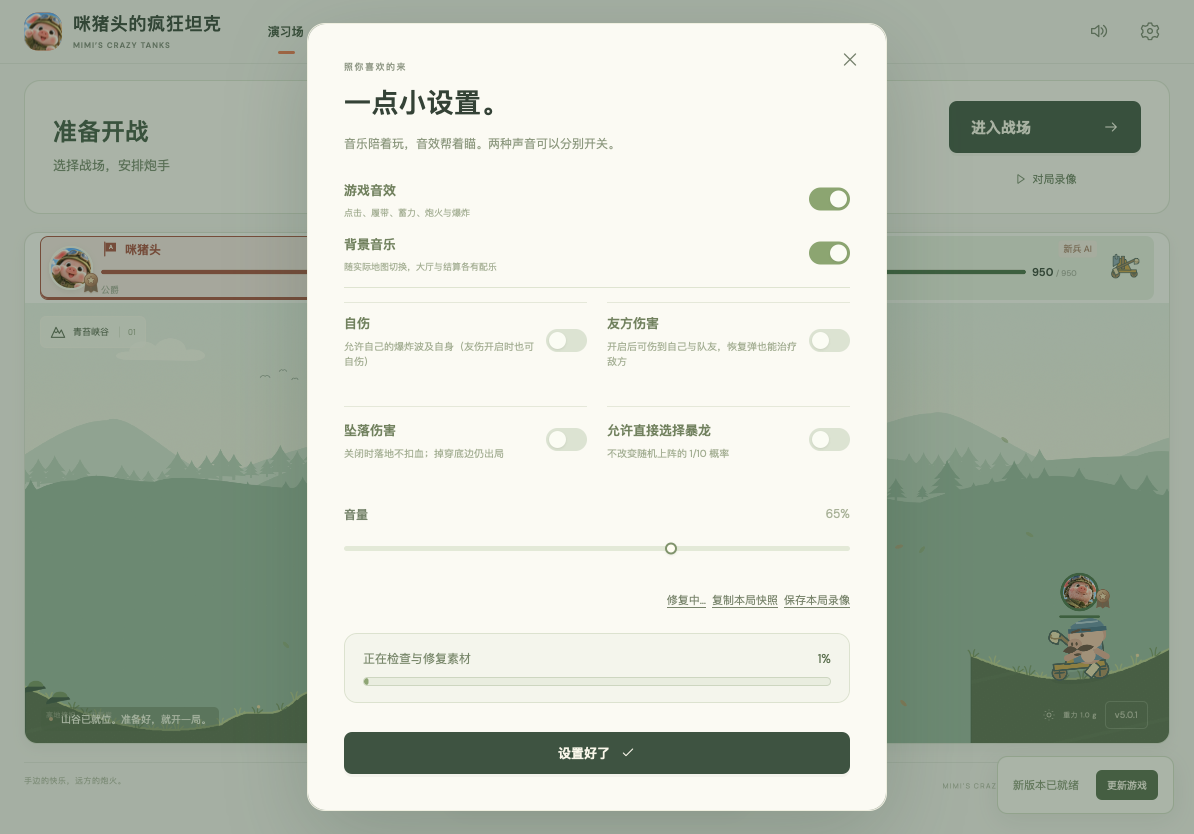 咪猪头的疯狂坦克
MIMI'S CRAZY TANKS
演习场
准备开战
选择战场，安排炮手
进入战场
对局录像
咪猪头
公爵
新兵 AI
950 / 950
青苔峡谷
01
照你喜欢的来
一点小设置。
音乐陪着玩，音效帮着瞄。两种声音可以分别开关。
游戏音效
点击、履带、蓄力、炮火与爆炸
背景音乐
随实际地图切换，大厅与结算各有配乐
自伤
允许自己的爆炸波及自身（友伤开启时也可
自伤）
友方伤害
开启后可伤到自己与队友，恢复弹也能治疗
敌方
坠落伤害
关闭时落地不扣血；掉穿底边仍出局
允许直接选择暴龙
不改变随机上阵的 1/10 概率
音量
65%
修复中… 复制本局快照 保存本局录像
正在检查与修复素材
1%
设置好了
山谷已就位。准备好，就开一局。
重力 1.0 g
v5.0.1
手边的快乐，远方的炮火。
MIMI'S CRAZ
新版本已就绪
更新游戏